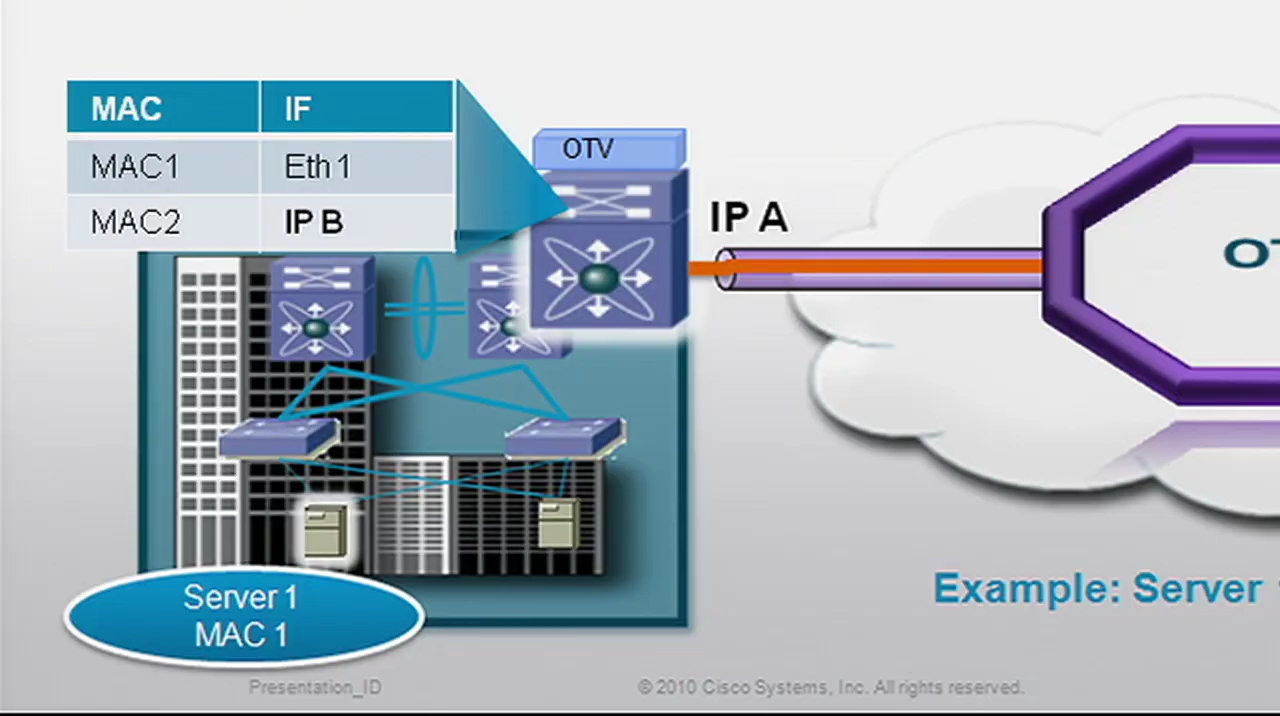 MAC IF
MAC1 Eth 1
MAC2 IP B
OTV
IP A
Example: Server
Server 1
MAC 1
Presentation_ID
© 2010 Cisco Systems, Inc. All rights reserved.